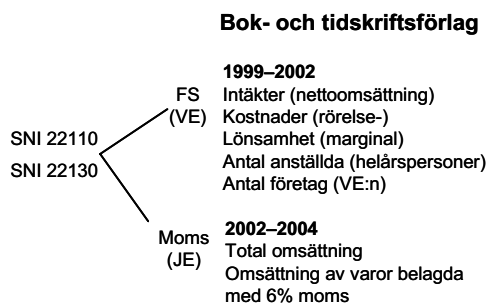 Bok- och tidskriftsförlag
SNI 22110
SNI 22130
FS
(VE)
1999–2002
Intäkter (nettoomsättning)
Kostnader (rörelse-)
Lönsamhet (marginal)
Antal anställda (helårspersoner)
Antal företag (VE:n)
Moms
(JE)
2002–2004
Total omsättning
Omsättning av varor belagda
med 6% moms